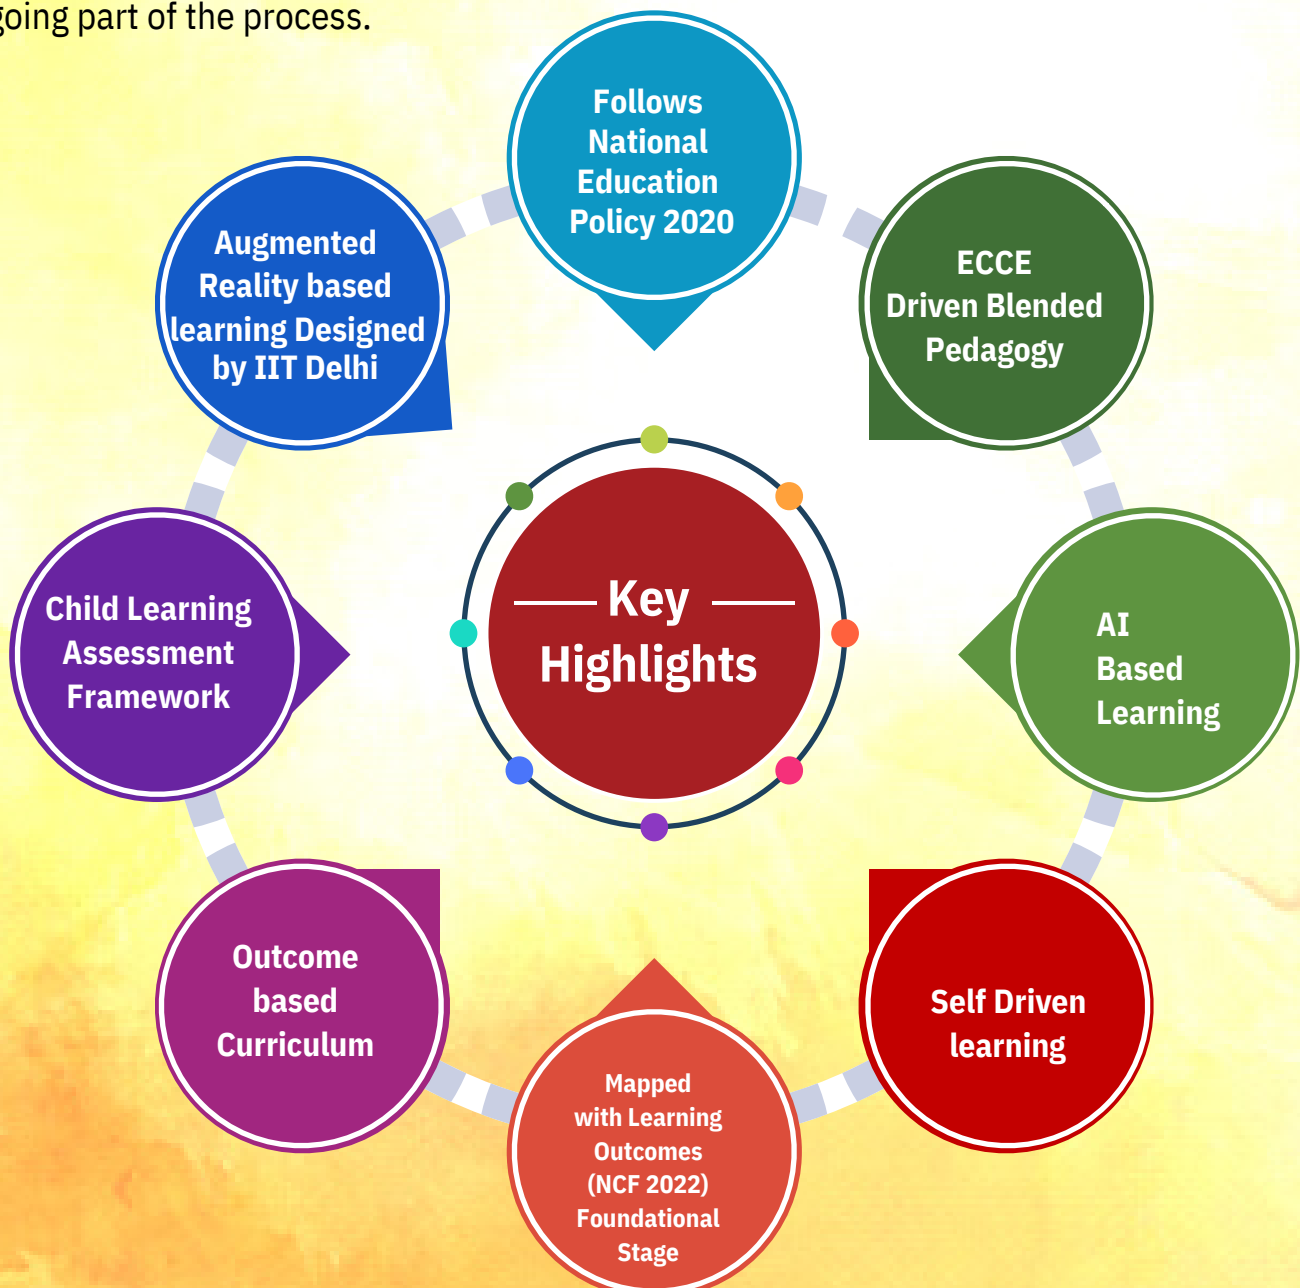 going part of the process.
Follows
National
Education
Policy 2020
ECCE
Driven Blended
Pedagogy
AI
Based
Learning
Self Driven
learning
Mapped
with Learning
Outcomes
(NCF 2022)
Foundational
Stage
Outcome
based
Curriculum
Child Learning
Assessment
Framework
Augmented
Reality based
learning Designed
by IIT Delhi
Key
Highlights